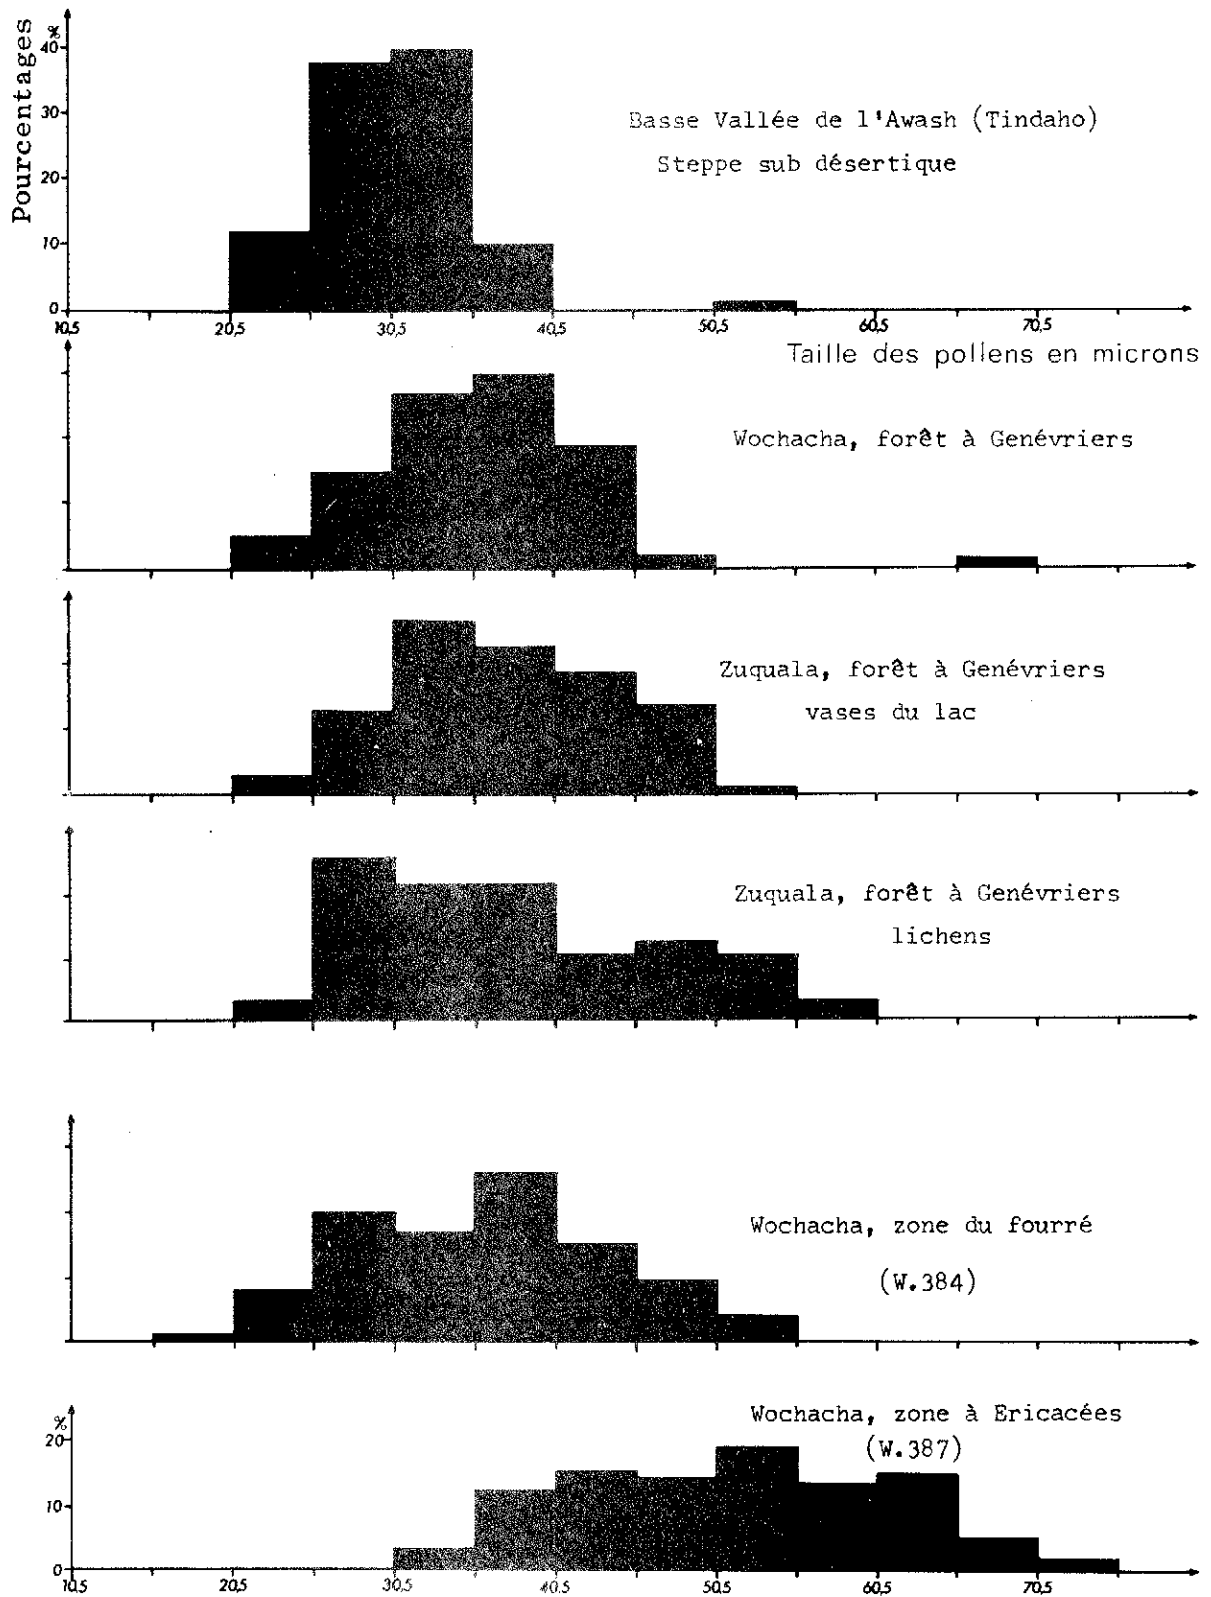 Pourcentages
%
40
30
20
10
0
10,5 20,5 30,5 40,5 50,5 60,5 70,5
Basse Vallée de l'Awash (Tindaho)
Steppe sub désertique
Taille des pollens en microns
Wochacha, forêt à Genévriers
Zuquala, forêt à Genévriers
vases du lac
Zuquala, forêt à Genévriers
lichens
Wochacha, zone du fourré
(W.384)
Wochacha, zone à Ericacées
(W.387)
%
20
10
0
10,5 20,5 30,5 40,5 50,5 60,5 70,5